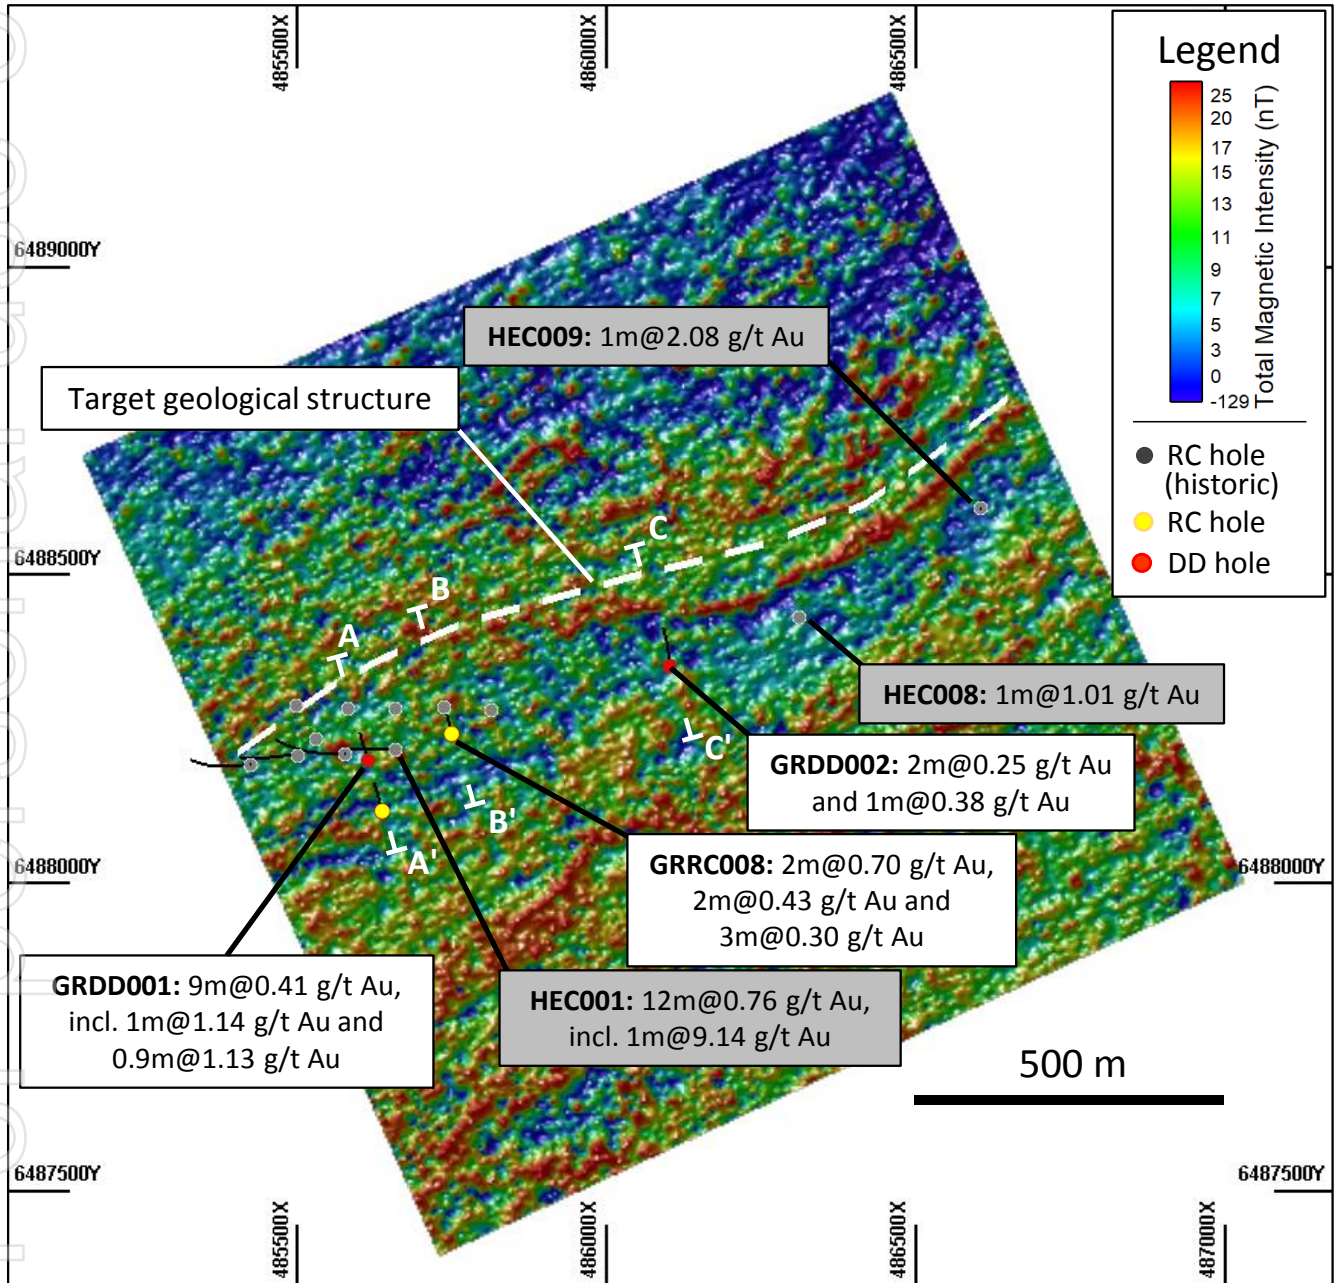 485500X
486000X
486500X
Legend
25
20
17
15
13
11
9
7
5
3
0
-129
Total Magnetic Intensity (nT)
RC hole
(historic)
RC hole
DD hole
6489000Y
HEC009: 1m@2.08 g/t Au
Target geological structure
6488500Y
C
B
A
HEC008: 1m@1.01 g/t Au
C'
GRDD002: 2m@0.25 g/t Au
and 1m@0.38 g/t Au
B'
A'
6488000Y
6488000Y
GRRC008: 2m@0.70 g/t Au,
2m@0.43 g/t Au and
3m@0.30 g/t Au
GRDD001: 9m@0.41 g/t Au,
incl. 1m@1.14 g/t Au and
0.9m@1.13 g/t Au
HEC001: 12m@0.76 g/t Au,
incl. 1m@9.14 g/t Au
500 m
6487500Y
6487500Y
485500X
486000X
486500X
487000X